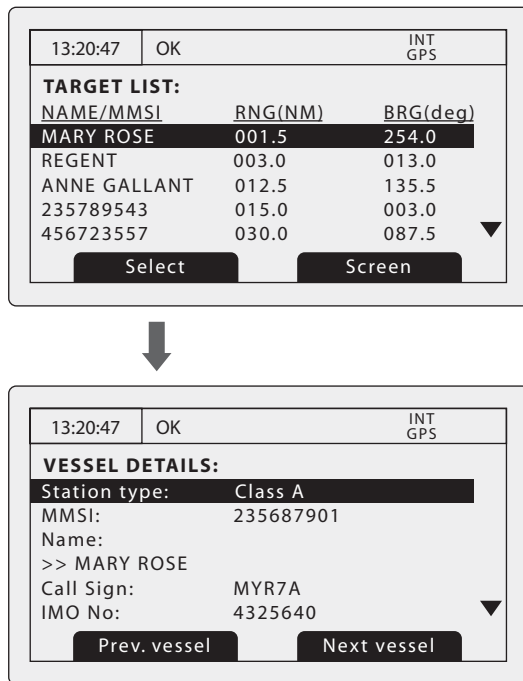 13:20:47 OK INT
GPS
TARGET LIST:
NAME/MMSI RNG(NM) BRG(deg)
MARY ROSE 001.5 254.0
REGENT 003.0 013.0
ANNE GALLANT 012.5 135.5
235789543 015.0 003.0
456723557 030.0 087.5
Select Screen
13:20:47 OK INT
GPS
VESSEL DETAILS:
Station type: Class A
MMSI: 235687901
Name:
>> MARY ROSE
Call Sign: MYR7A
IMO No: 4325640
Prev. vessel Next vessel